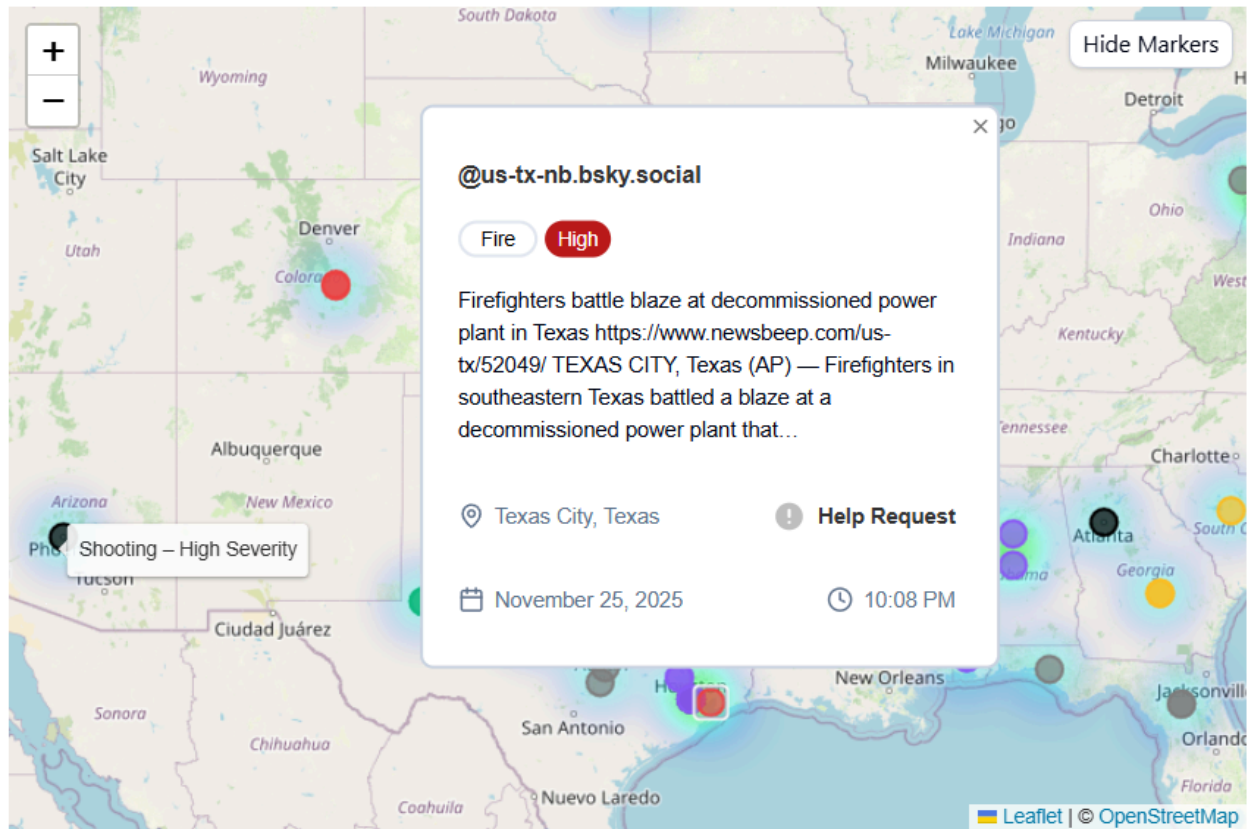 South Dakota
Lake Michigan
+
Hide Markers
Wyoming
Milwaukee
−
Detroit
Salt Lake
City
@us-tx-nb.bsky.social
Ohio
Denver
Fire
High
Utah
Indiana
West
Firefighters battle blaze at decommissioned power
plant in Texas https://www.newsbeep.com/us-
tx/52049/ TEXAS CITY, Texas (AP) — Firefighters in
southeastern Texas battled a blaze at a
decommissioned power plant that…
Kentucky
Albuquerque
Charlotte
Arizona
New Mexico
Texas City, Texas
Help Request
Atlanta
Shooting – High Severity
Tucson
Georgia
November 25, 2025
10:08 PM
Ciudad Juárez
New Orleans
Sonora
San Antonio
Chihuahua
Nuevo Laredo
Coahuila
Florida
Leaflet | © OpenStreetMap